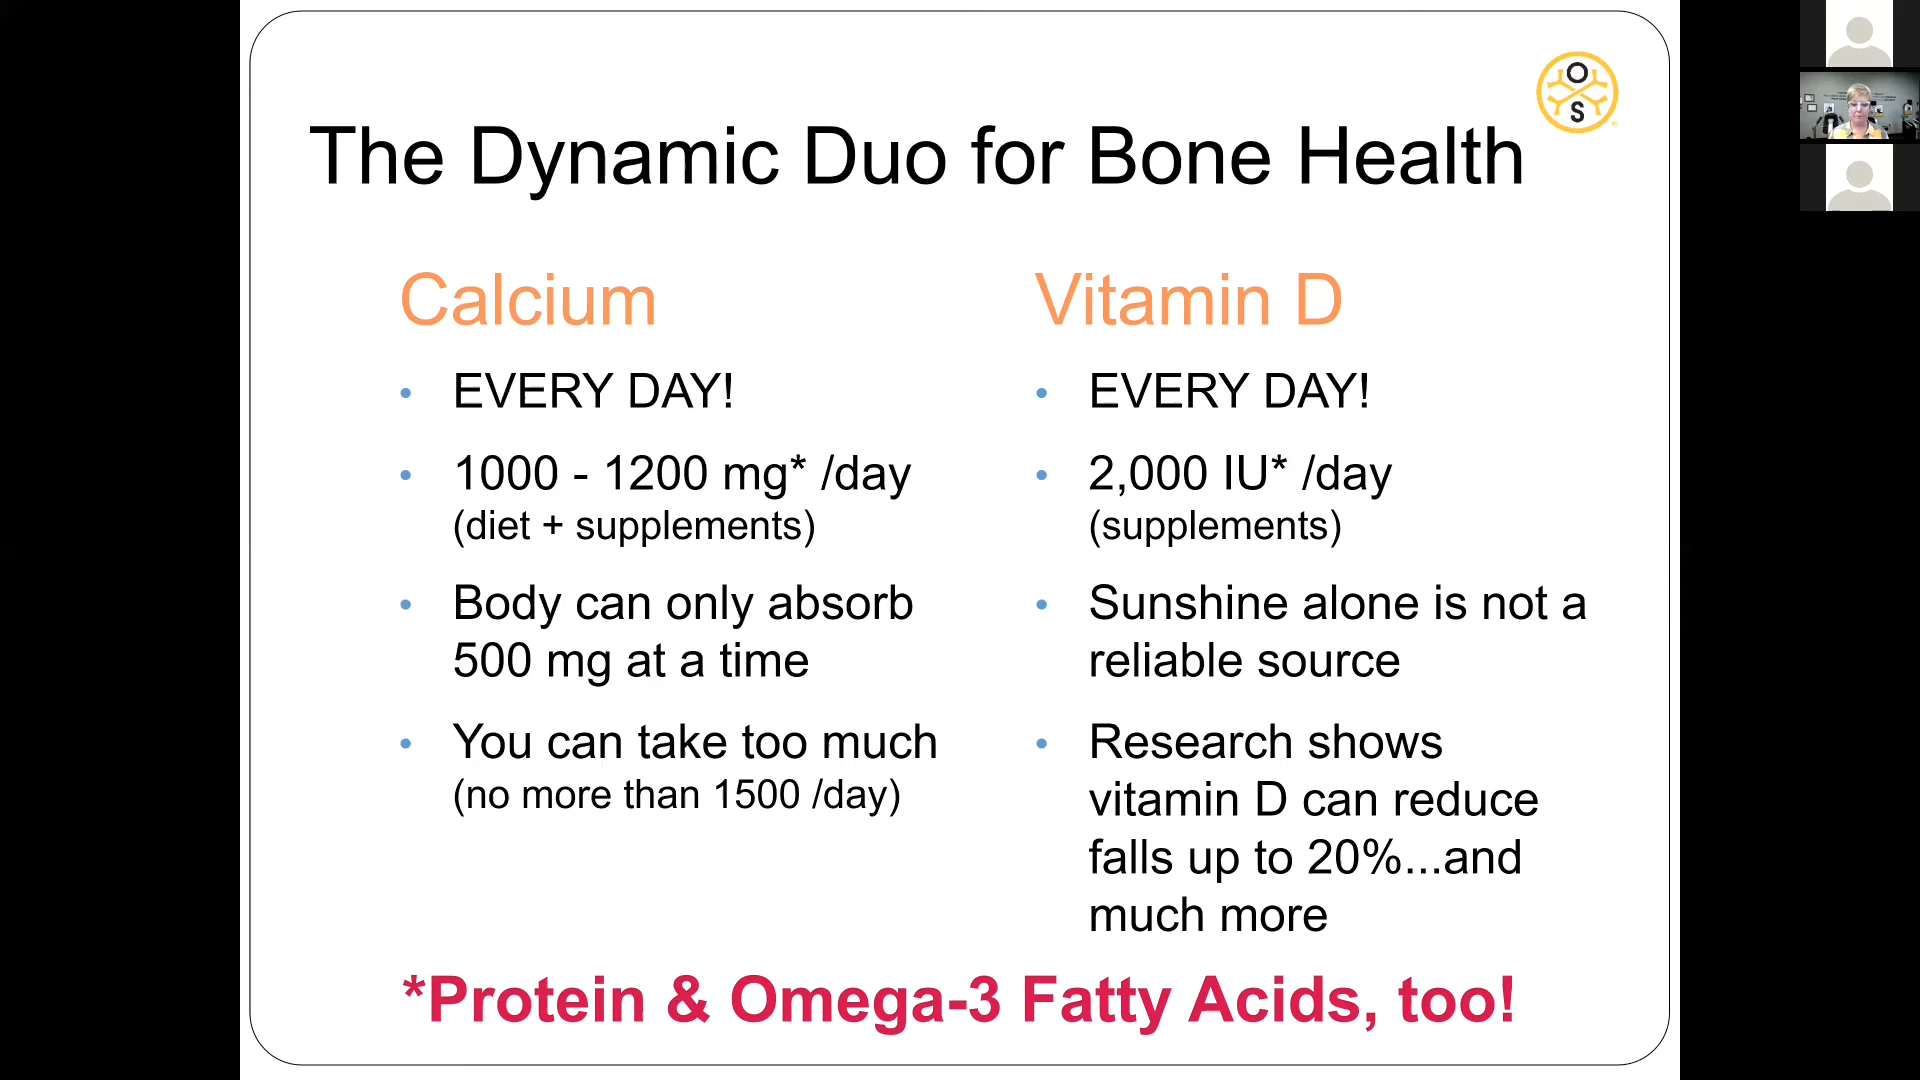 O
S
The Dynamic Duo for Bone Health
Calcium
• EVERY DAY!
• 1000 - 1200 mg* /day
(diet + supplements)
• Body can only absorb
500 mg at a time
• You can take too much
(no more than 1500 /day)
Vitamin D
• EVERY DAY!
• 2,000 IU* /day
(supplements)
• Sunshine alone is not a
reliable source
• Research shows
vitamin D can reduce
falls up to 20%...and
much more
*Protein & Omega-3 Fatty Acids, too!